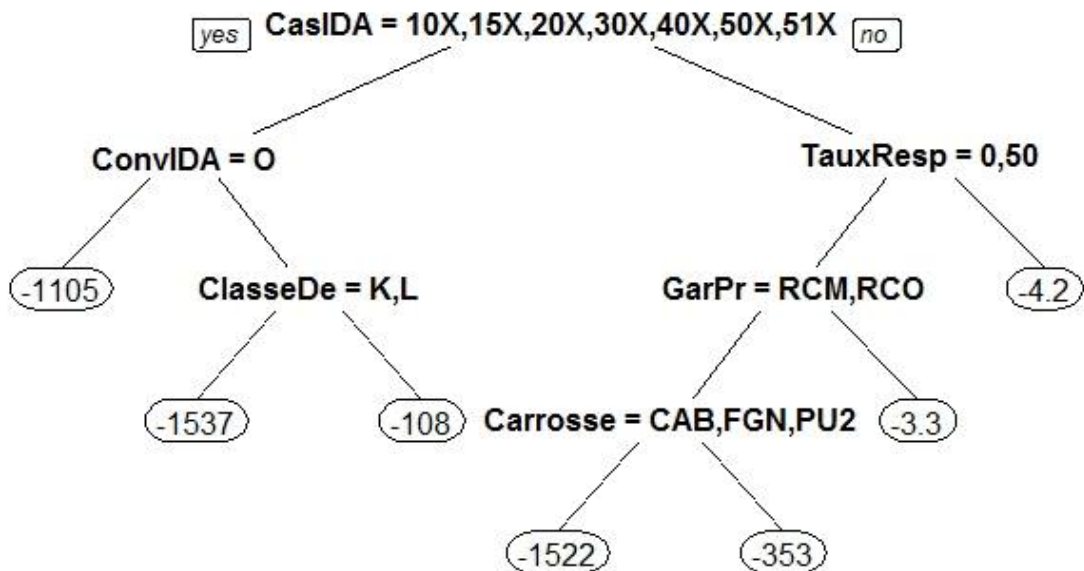 yes CasIDA = 10X,15X,20X,30X,40X,50X,51X no
ConvIDA = O TauxResp = 0,50
-1105 ClasseDe = K,L GarPr = RCM,RCO -4.2
-1537 -108 Carrosse = CAB,FGN,PU2 -3.3
-1522 -353